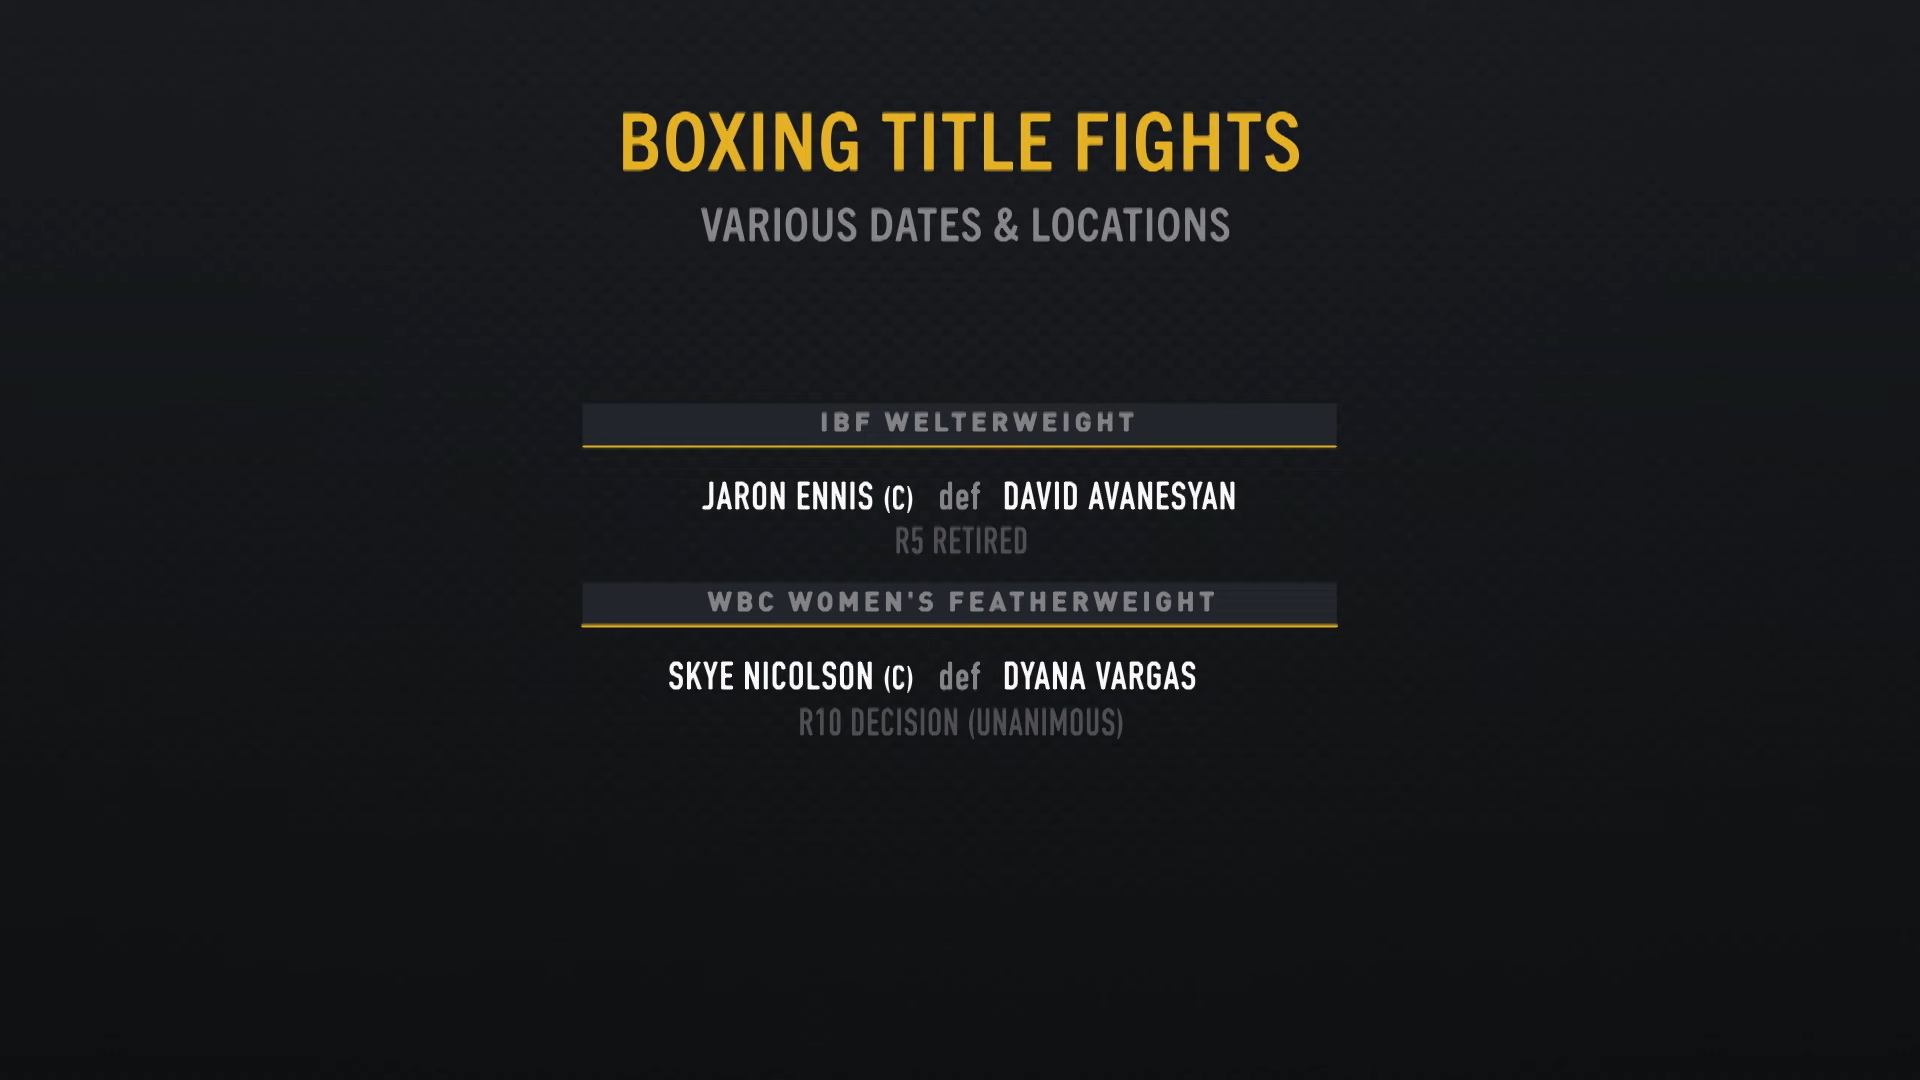 BOXING TITLE FIGHTS
VARIOUS DATES & LOCATIONS
IBF WELTERWEIGHT
JARON ENNIS (C) def DAVID AVANESYAN
R5 RETIRED
WBC WOMEN'S FEATHERWEIGHT
SKYE NICOLSON (C) def DYANA VARGAS
R10 DECISION (UNANIMOUS)